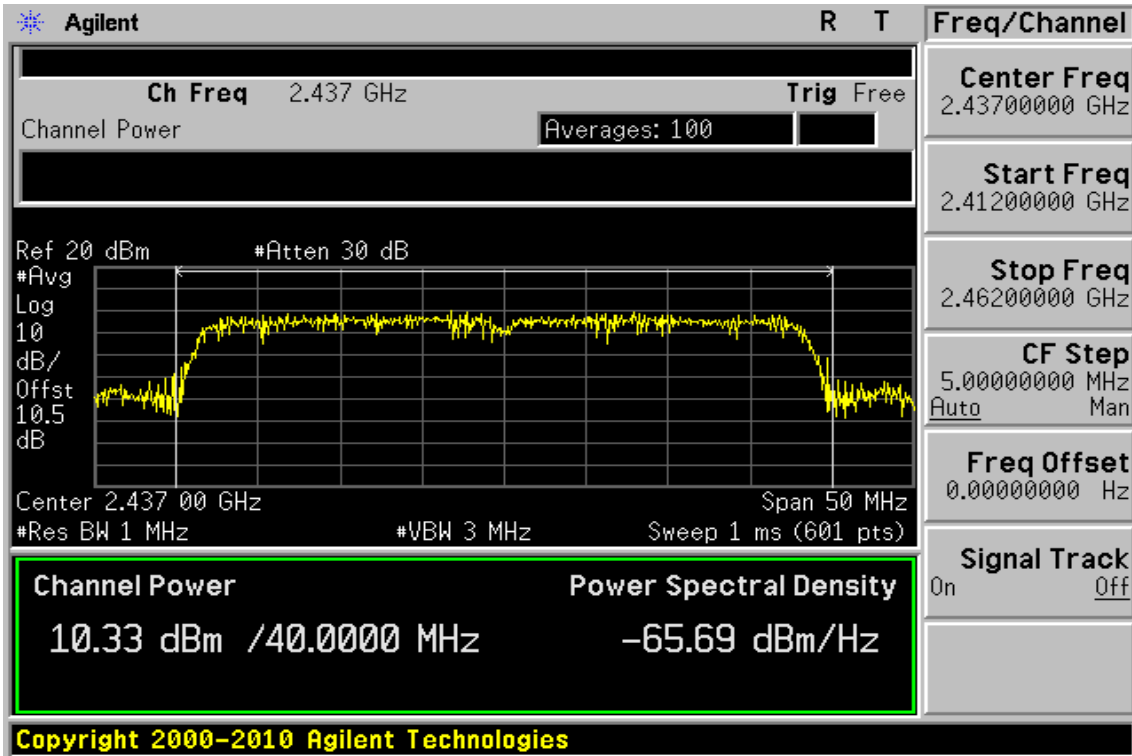 Agilent
R T
Freq/Channel
Ch Freq 2.437 GHz
Trig Free
Channel Power
Averages: 100
Ref 20 dBm
#Atten 30 dB
#Avg
Log
10
dB/
Offst
10.5
dB
Center 2.437 00 GHz
Span 50 MHz
#Res BW 1 MHz
#VBW 3 MHz
Sweep 1 ms (601 pts)
Channel Power
Power Spectral Density
10.33 dBm /40.0000 MHz
-65.69 dBm/Hz
Center Freq
2.43700000 GHz
Start Freq
2.41200000 GHz
Stop Freq
2.46200000 GHz
CF Step
5.00000000 MHz
Auto Man
Freq Offset
0.00000000 Hz
Signal Track
On Off
Copyright 2000-2010 Agilent Technologies